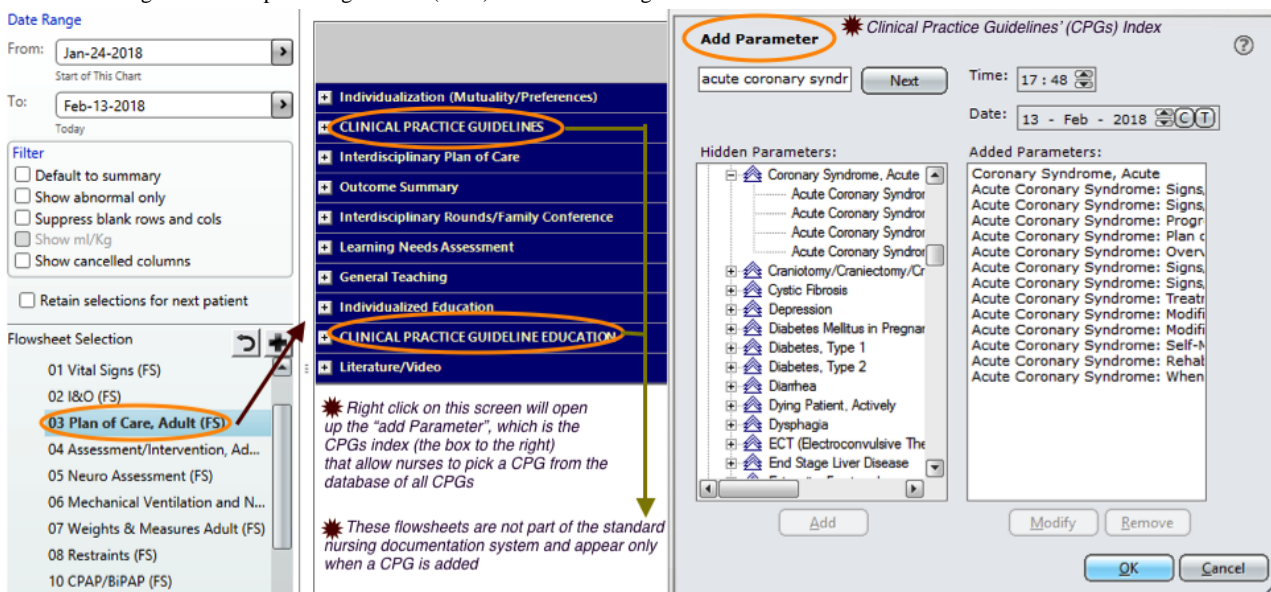 Date Range
From:
Jan-24-2018
Start of This Chart
To:
Feb-13-2018
Today
Filter
Default to summary
Show abnormal only
Suppress blank rows and cols
Show ml/Kg
Show cancelled columns
Retain selections for next patient
Flowsheet Selection
01 Vital Signs (FS)
02 I&O (FS)
03 Plan of Care, Adult (FS)
04 Assessment/Intervention, Ad...
05 Neuro Assessment (FS)
06 Mechanical Ventilation and N...
07 Weights & Measures Adult (FS)
08 Restraints (FS)
10 CPAP/BiPAP (FS)
Individualization (Mutuality/Preferences)
CLINICAL PRACTICE GUIDELINES
Interdisciplinary Plan of Care
Outcome Summary
Interdisciplinary Rounds/Family Conference
Learning Needs Assessment
General Teaching
Individualized Education
CLINICAL PRACTICE GUIDELINE EDUCATION
Literature/Video
Right click on this screen will open
up the “add Parameter”, which is the
CPGs index (the box to the right)
that allow nurses to pick a CPG from the
database of all CPGs
These flowsheets are not part of the standard
nursing documentation system and appear only
when a CPG is added
Clinical Practice Guidelines’ (CPGs) Index
Add Parameter
acute coronary syndr
Next
Time: 17 : 48
Date: 13 - Feb - 2018 C T
Hidden Parameters:
Coronary Syndrome, Acute
Acute Coronary Syndror
Acute Coronary Syndror
Acute Coronary Syndror
Acute Coronary Syndror
Craniotomy/Craniectomy/Cr
Cystic Fibrosis
Depression
Diabetes Mellitus in Pregnar
Diabetes, Type 1
Diabetes, Type 2
Diarrhea
Dying Patient, Actively
Dysphagia
ECT (Electroconvulsive The
End Stage Liver Disease
Added Parameters:
Coronary Syndrome, Acute
Acute Coronary Syndrome: Signs,
Acute Coronary Syndrome: Signs,
Acute Coronary Syndrome: Progr
Acute Coronary Syndrome: Plan c
Acute Coronary Syndrome: Overv
Acute Coronary Syndrome: Signs,
Acute Coronary Syndrome: Signs,
Acute Coronary Syndrome: Treatr
Acute Coronary Syndrome: Modifi
Acute Coronary Syndrome: Modifi
Acute Coronary Syndrome: Self-M
Acute Coronary Syndrome: Rehab
Acute Coronary Syndrome: When
Add
Modify
Remove
OK
Cancel